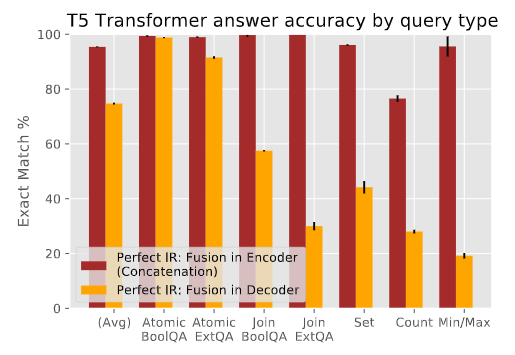 T5 Transformer answer accuracy by query type
Exact Match %
100
80
60
40
20
0
Perfect IR: Fusion in Encoder
(Concatenation)
Perfect IR: Fusion in Decoder
(Avg)
Atomic
BoolQA
Atomic
ExtQA
Join
BoolQA
Join
ExtQA
Set
Count
Min/Max